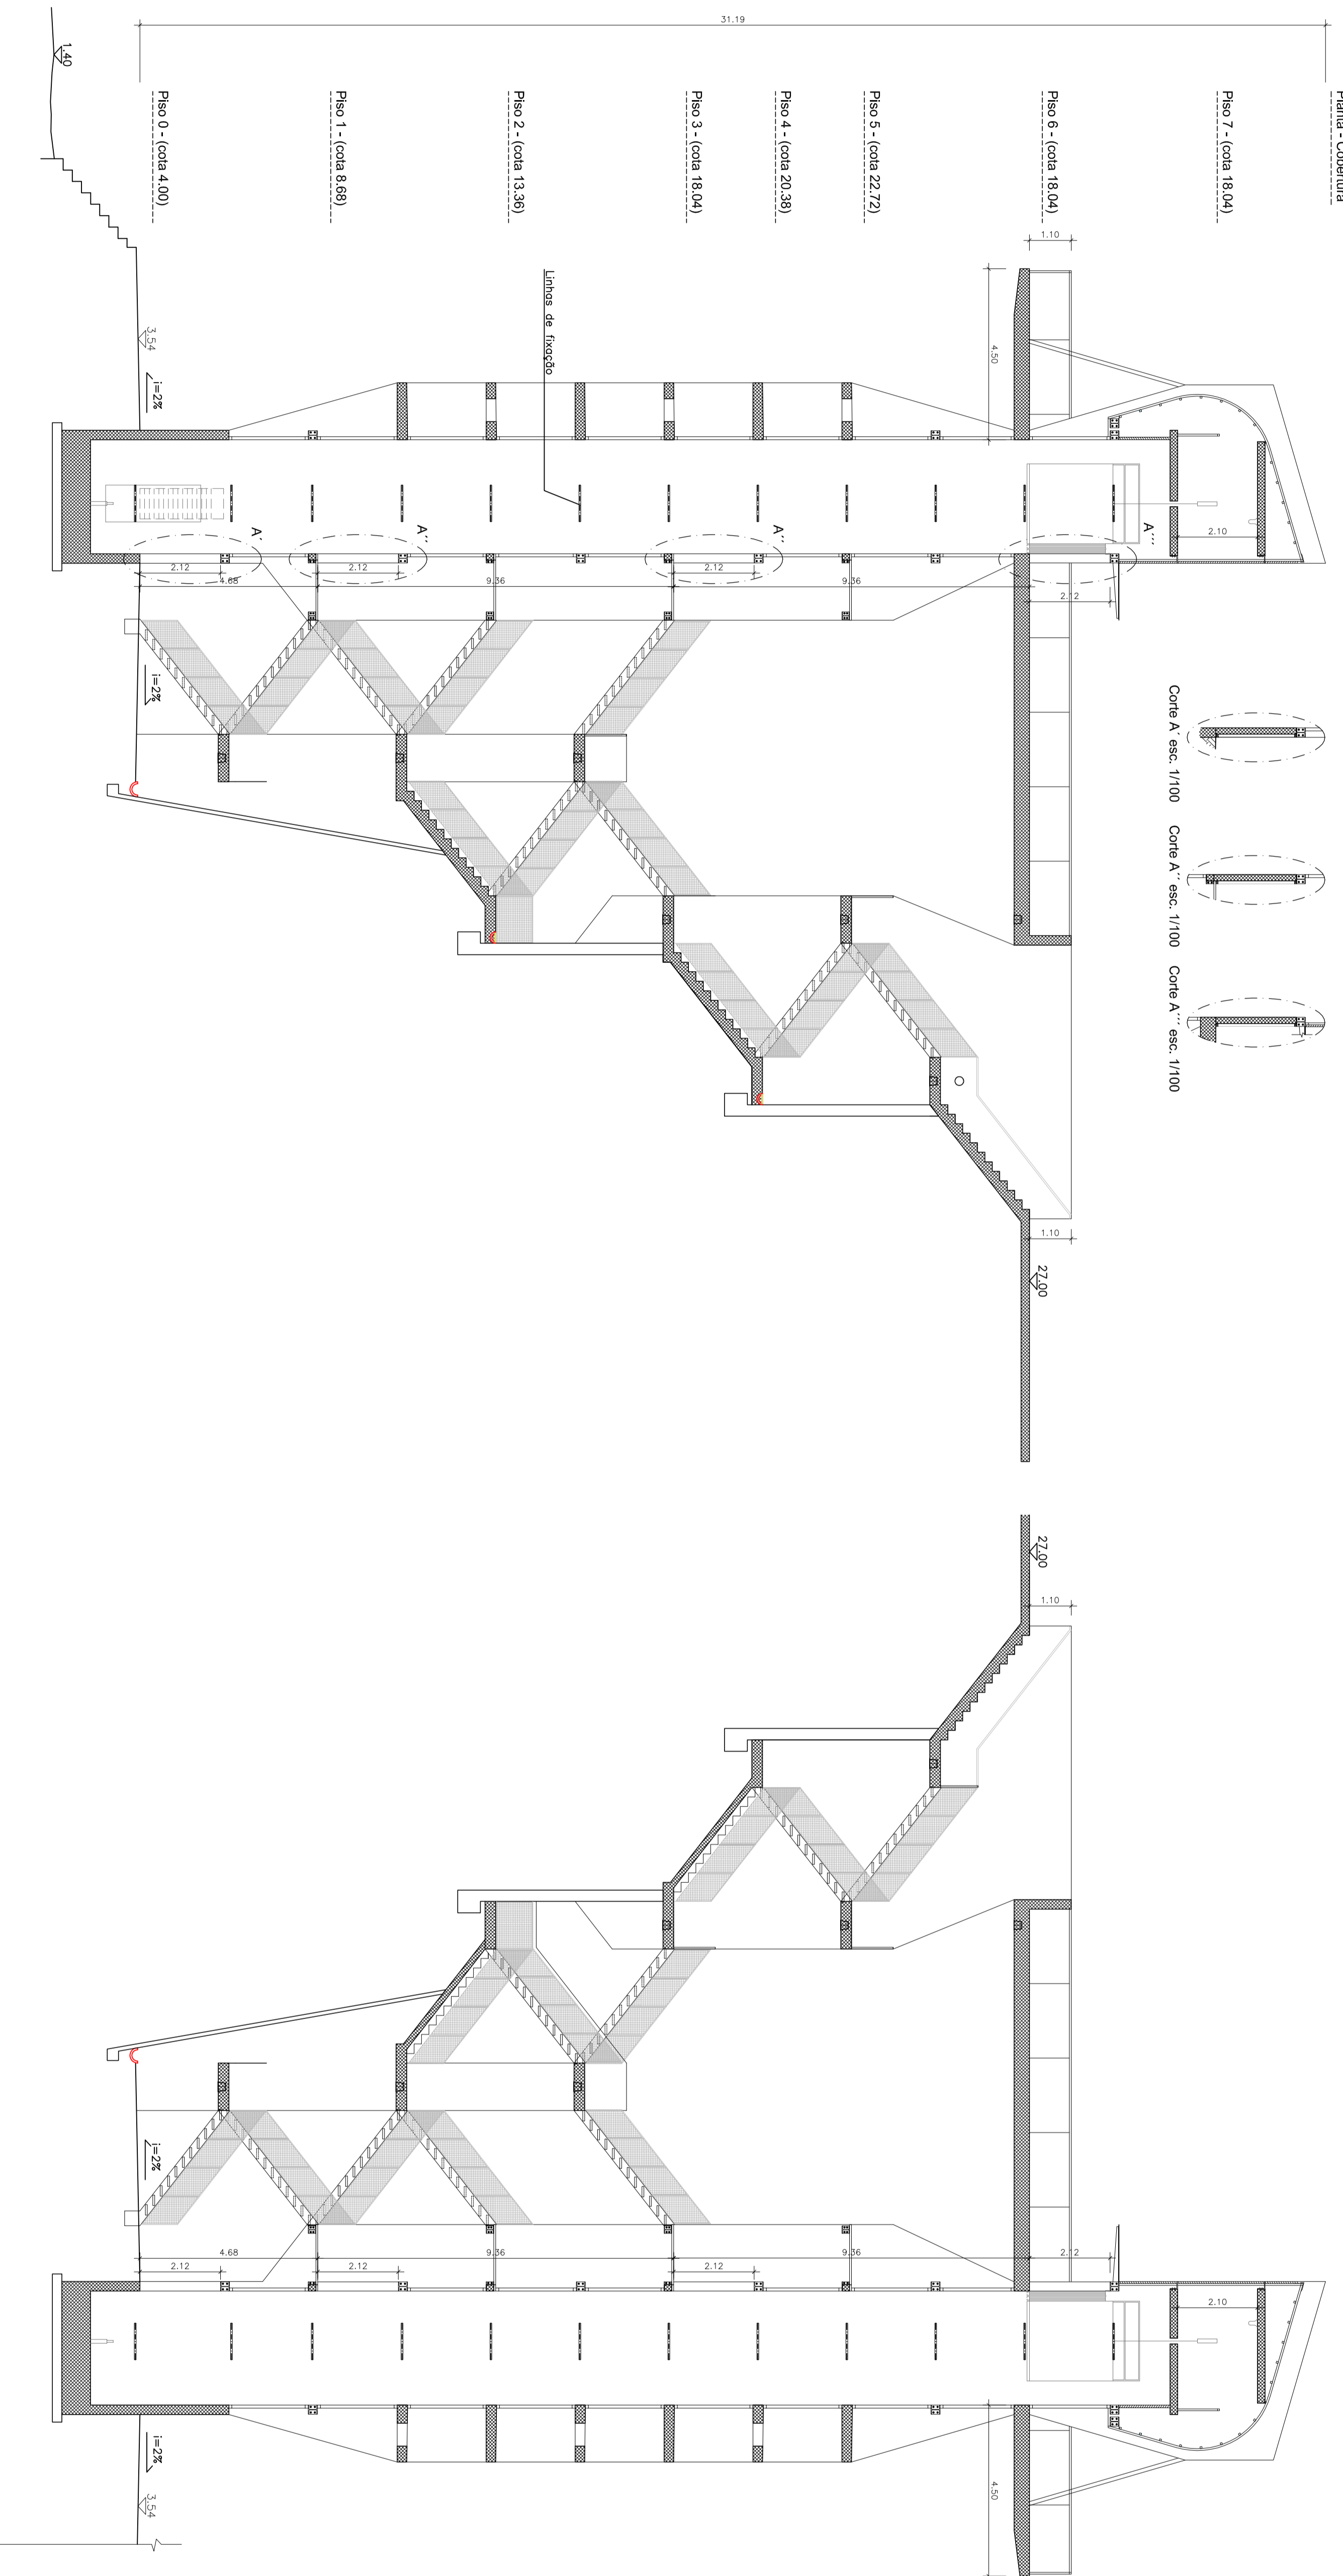 31.19
1.40
Piso 0 - (cota 4.00)
Piso 1 - (cota 8.68)
Piso 2 - (cota 13.36)
Piso 3 - (cota 18.04)
Piso 4 - (cota 20.38)
Piso 5 - (cota 22.72)
Piso 6 - (cota 18.04)
Piso 7 - (cota 18.04)
Planta - Cobertura
1.10
Linhas de fixação
4.50
3.54
i=2%
A´
A´´
A´´
A´´´
2.10
2.12
4.68
2.12
9.36
2.12
9.36
2.12
i=2%
Corte A´ esc. 1/100
Corte A´´ esc. 1/100
Corte A´´´ esc. 1/100
1.10
27.00
27.00
1.10
i=2%
4.68
2.12
2.12
9.36
2.12
9.36
2.12
2.10
i=2%
3.54
4.50